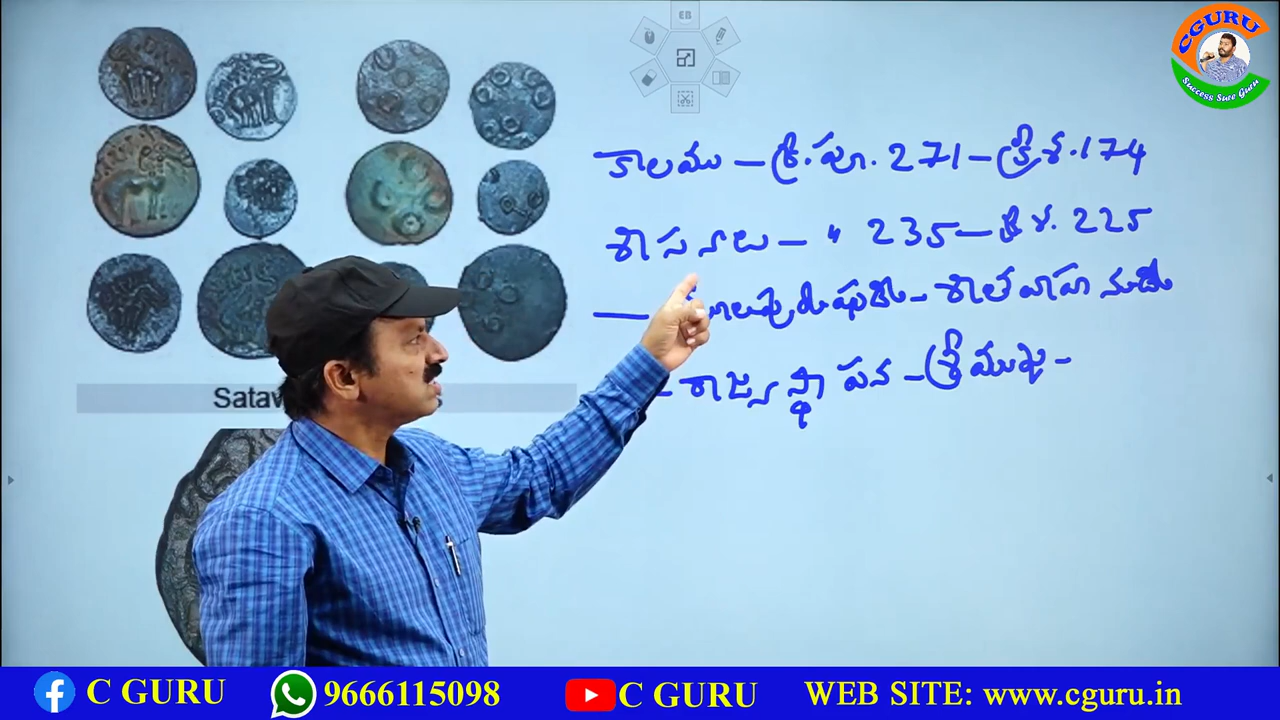 EB
CGURU
Success Sure Guru
కాలము – క్రీ.పూ. 271 – క్రీ.శ. 174
శాసనాలు – " 235 – క్రీ.శ. 225
శాలివాహనుడు
– రాజ్యస్థాపన – శ్రీముఖ –
Satav
C GURU 9666115098 C GURU WEB SITE: www.cguru.in